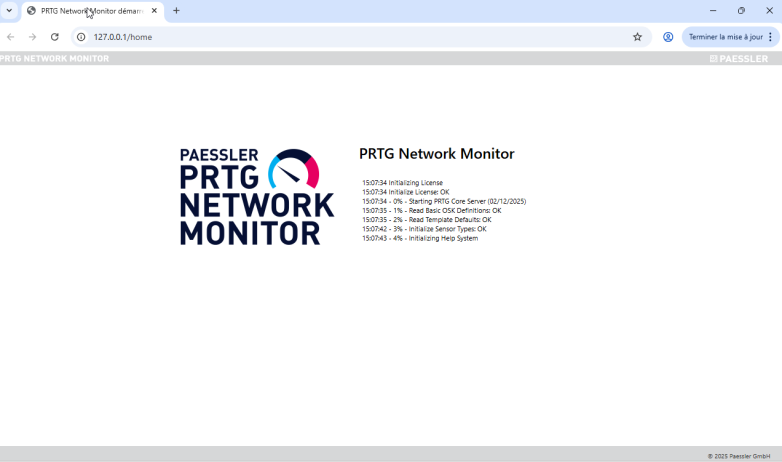 PRTG Network Monitor démarr
127.0.0.1/home
Terminer la mise à jour
PRTG NETWORK MONITOR
PAESSLER
PAESSLER
PRTG
NETWORK
MONITOR
PRTG Network Monitor
15:07:34 Initializing License
15:07:34 Initialize License: OK
15:07:34 - 0% - Starting PRTG Core Server (02/12/2025)
15:07:35 - 1% - Read Basic OSK Definitions: OK
15:07:35 - 2% - Read Template Defaults: OK
15:07:42 - 3% - Initialize Sensor Types: OK
15:07:43 - 4% - Initializing Help System
© 2025 Paessler GmbH